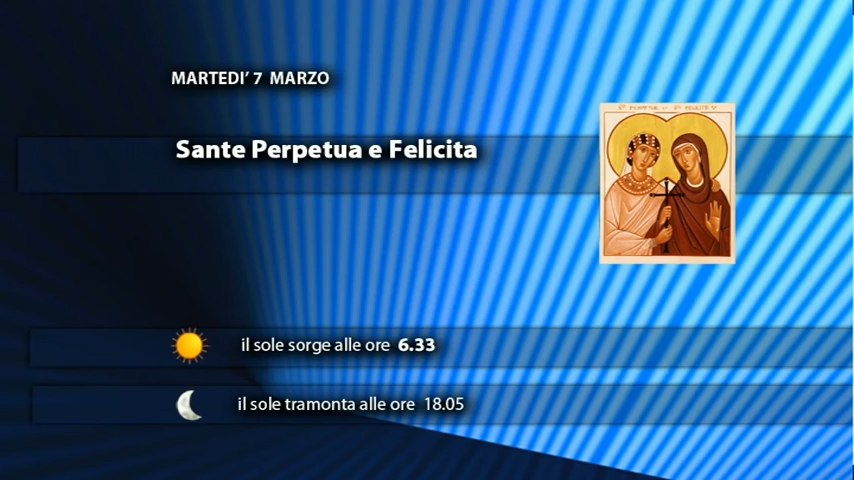 MARTEDI’ 7 MARZO
Sante Perpetua e Felicita
il sole sorge alle ore 6.33
il sole tramonta alle ore 18.05